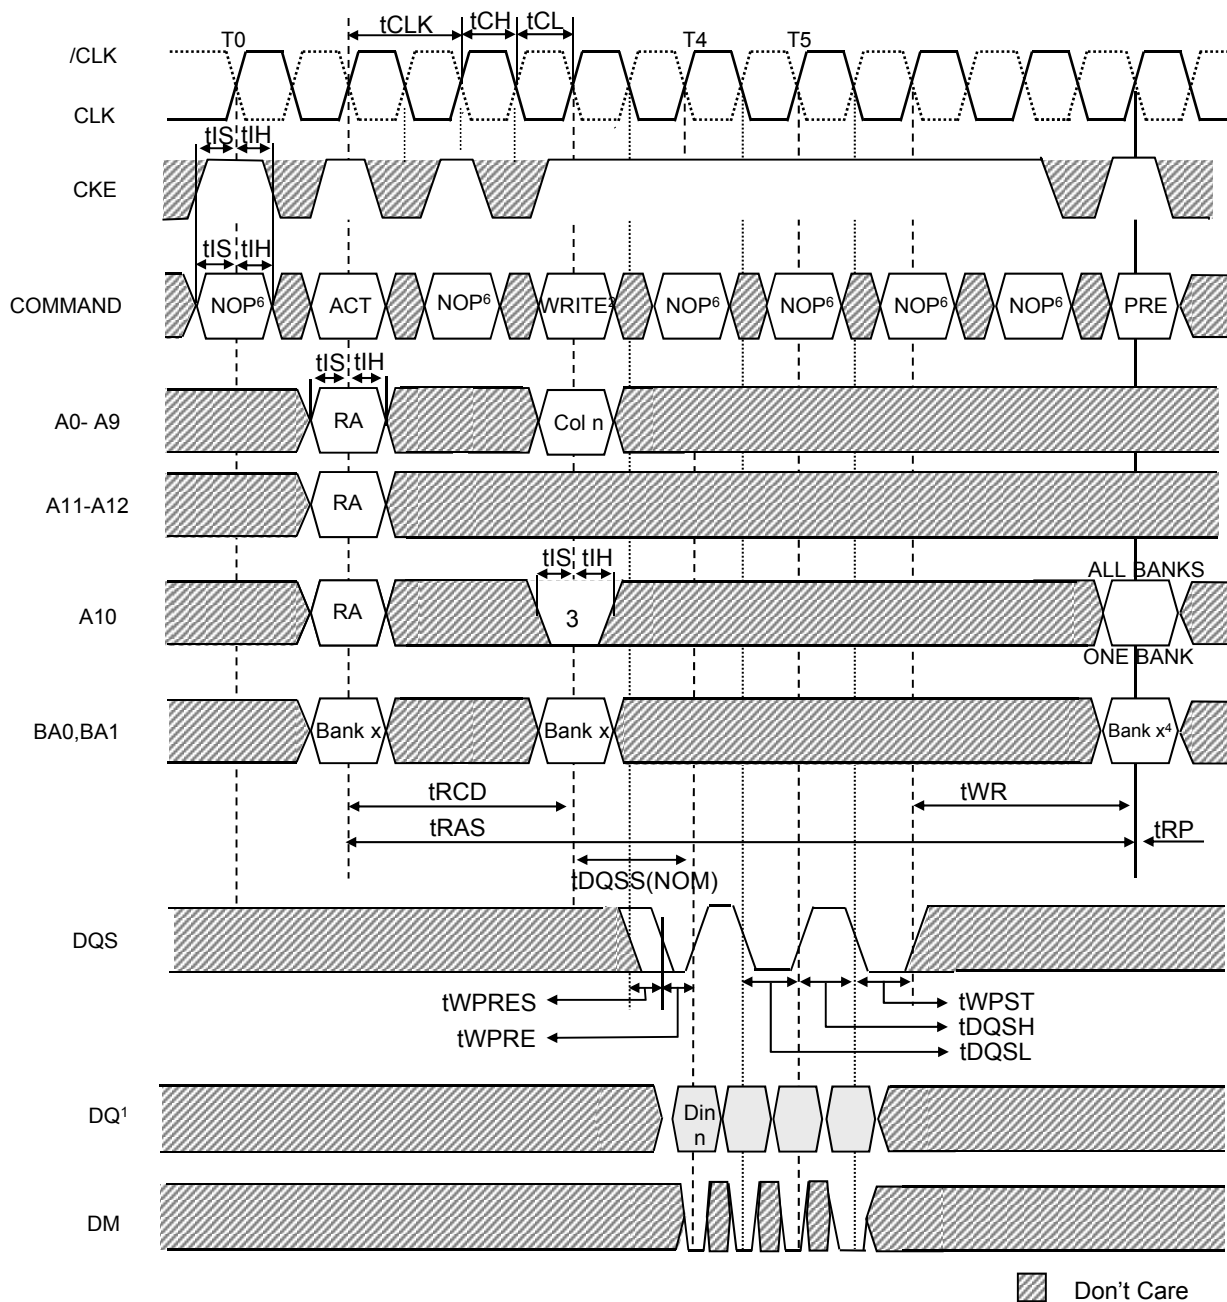 tCLK tCH tCL
T0 T4 T5
/CLK
CLK
tIS tIH
CKE
tIS tIH
COMMAND NOP6 ACT NOP6 WRITE2 NOP6 NOP6 NOP6 NOP6 PRE
tIS tIH
A0- A9 RA Col n
A11-A12 RA
tIS tIH ALL BANKS
A10 RA 3
ONE BANK
BA0,BA1 Bank x Bank x Bank x4
tRCD tWR
tRAS tRP
tDQSS(NOM)
DQS
tWPRES tWPST
tWPRE tDQSH
tDQSL
DQ1 Din
n
DM
Don't Care